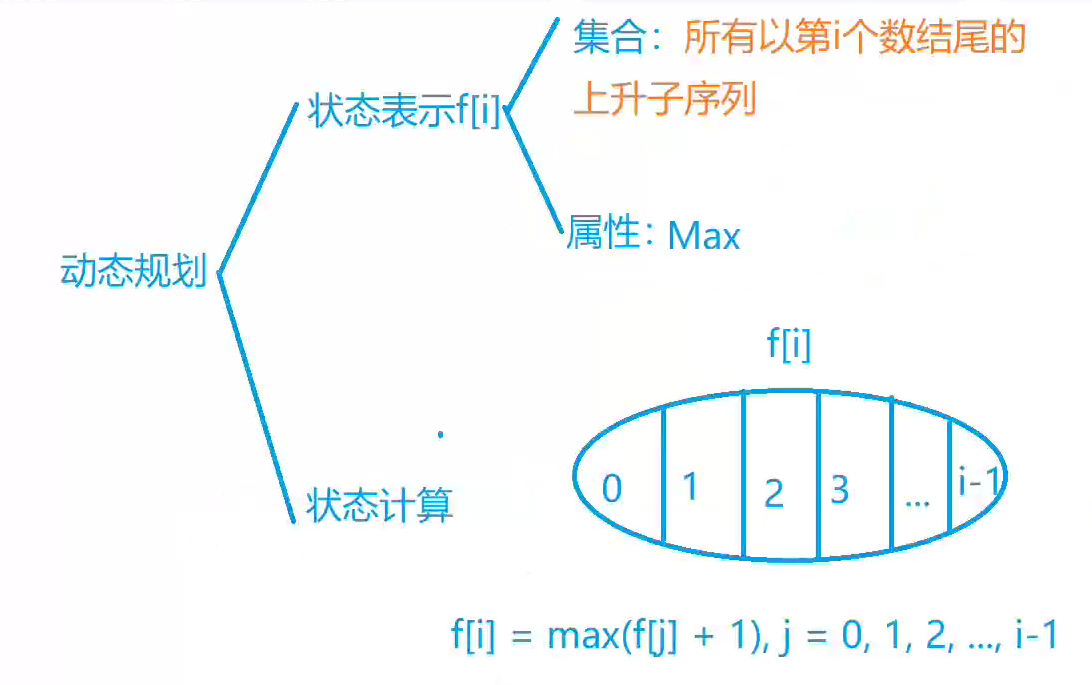 集合：所有以第i个数结尾的
上升子序列
状态表示f[i]
属性：Max
动态规划
f[i]
0 1 2 3 ... i-1
状态计算
f[i] = max(f[j] + 1), j = 0, 1, 2, ..., i-1